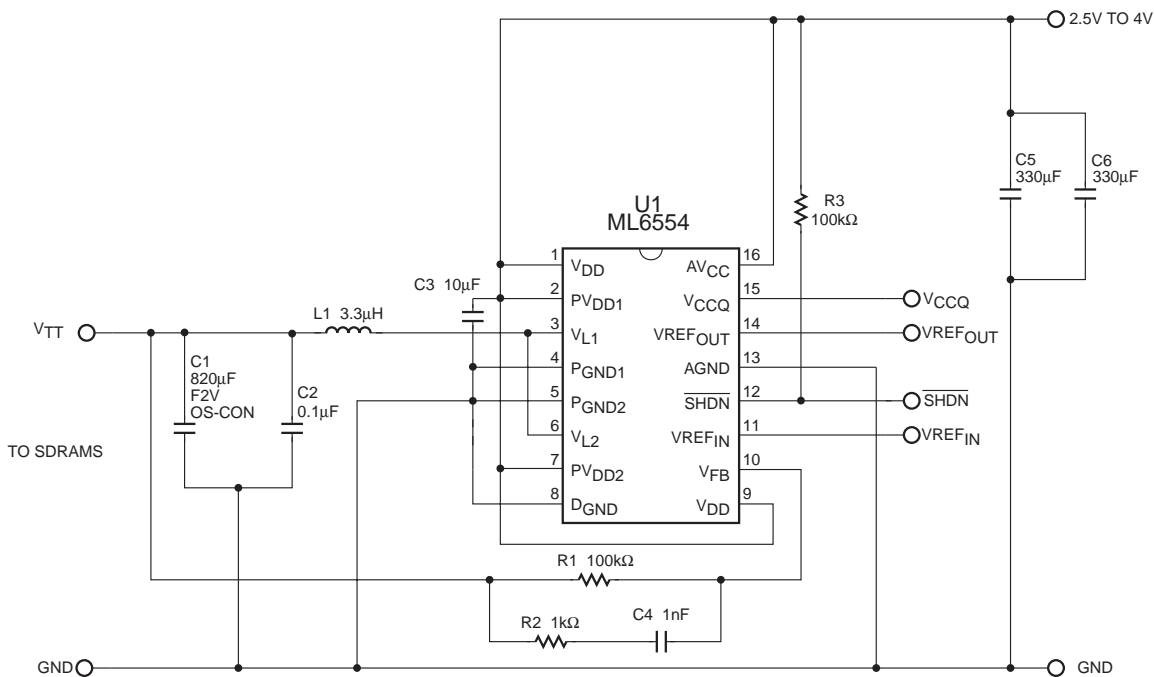 2.5V TO 4V
C5
330µF
C6
330µF
R3
100kΩ
U1
ML6554
1 VDD
2 PVDD1
3 VL1
4 PGND1
5 PGND2
6 VL2
7 PVDD2
8 DGND
AVCC 16
VCCQ 15
VREFOUT 14
AGND 13
SHDN 12
VREFIN 11
VFB 10
VDD 9
C3 10µF
L1 3.3µH
VTT
C1
820µF
F2V
OS-CON
C2
0.1µF
TO SDRAMS
VCCQ
VREFOUT
SHDN
VREFIN
R1 100kΩ
R2 1kΩ
C4 1nF
GND
GND